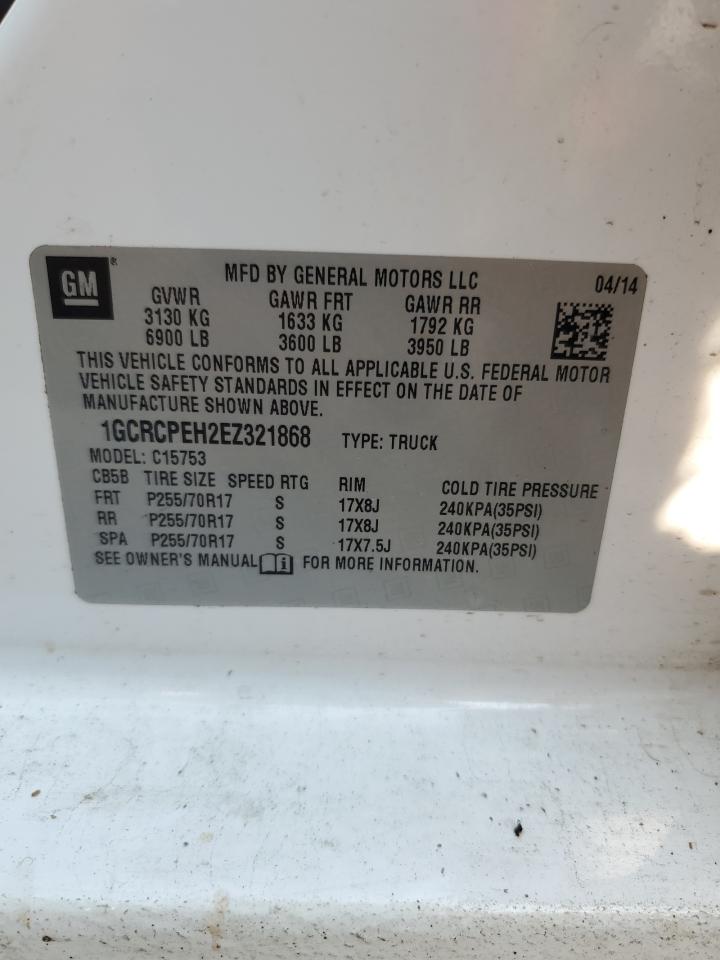 GM®
MFD BY GENERAL MOTORS LLC 04/14
GVWR GAWR FRT GAWR RR
3130 KG 1633 KG 1792 KG
6900 LB 3600 LB 3950 LB
THIS VEHICLE CONFORMS TO ALL APPLICABLE U.S. FEDERAL MOTOR
VEHICLE SAFETY STANDARDS IN EFFECT ON THE DATE OF
MANUFACTURE SHOWN ABOVE.
1GCRCPEH2EZ321868 TYPE: TRUCK
MODEL: C15753
CB5B TIRE SIZE SPEED RTG RIM COLD TIRE PRESSURE
FRT P255/70R17 S 17X8J 240KPA(35PSI)
RR P255/70R17 S 17X8J 240KPA(35PSI)
SPA P255/70R17 S 17X7.5J 240KPA(35PSI)
SEE OWNER'S MANUAL i FOR MORE INFORMATION.